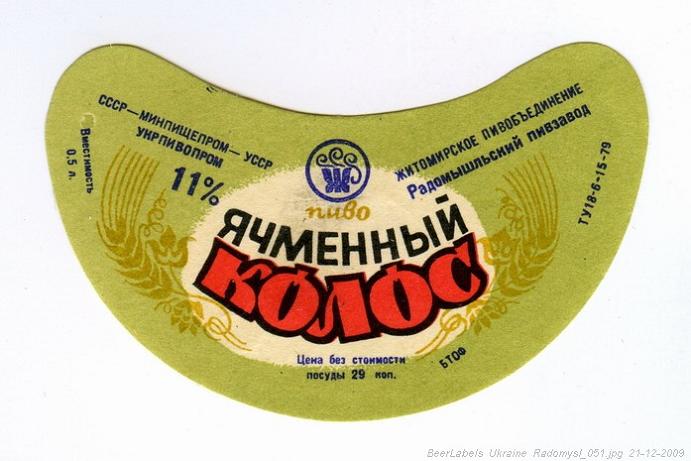 СССР—МИНПИЩЕПРОМ—УССР
УКРПИВОПРОМ
Вместимость
0,5 л.
11%
ЖИТОМИРСКОЕ ПИВОБЪЕДИНЕНИЕ
Радомышльский пивзавод
ТУ18-6-15-79
Ж
пиво
ЯЧМЕННЫЙ
КОЛОС
Цена без стоимости
посуды 29 коп.
БТОФ
BeerLabels Ukraine Radomysl_051.jpg 21-12-2009